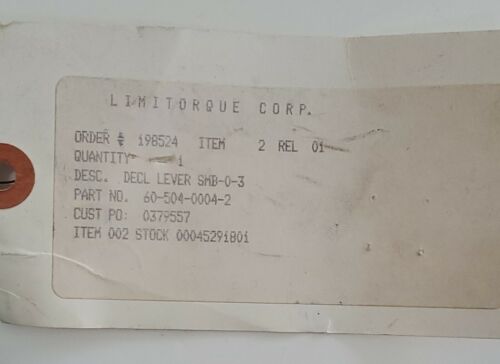 LIMITORQUE CORP.
ORDER # 198524 ITEM 2 REL 01
QUANTITY 1
DESC. DECL LEVER SMB-0-3
PART NO. 60-504-0004-2
CUST PO: 0379557
ITEM 002 STOCK 00045291801